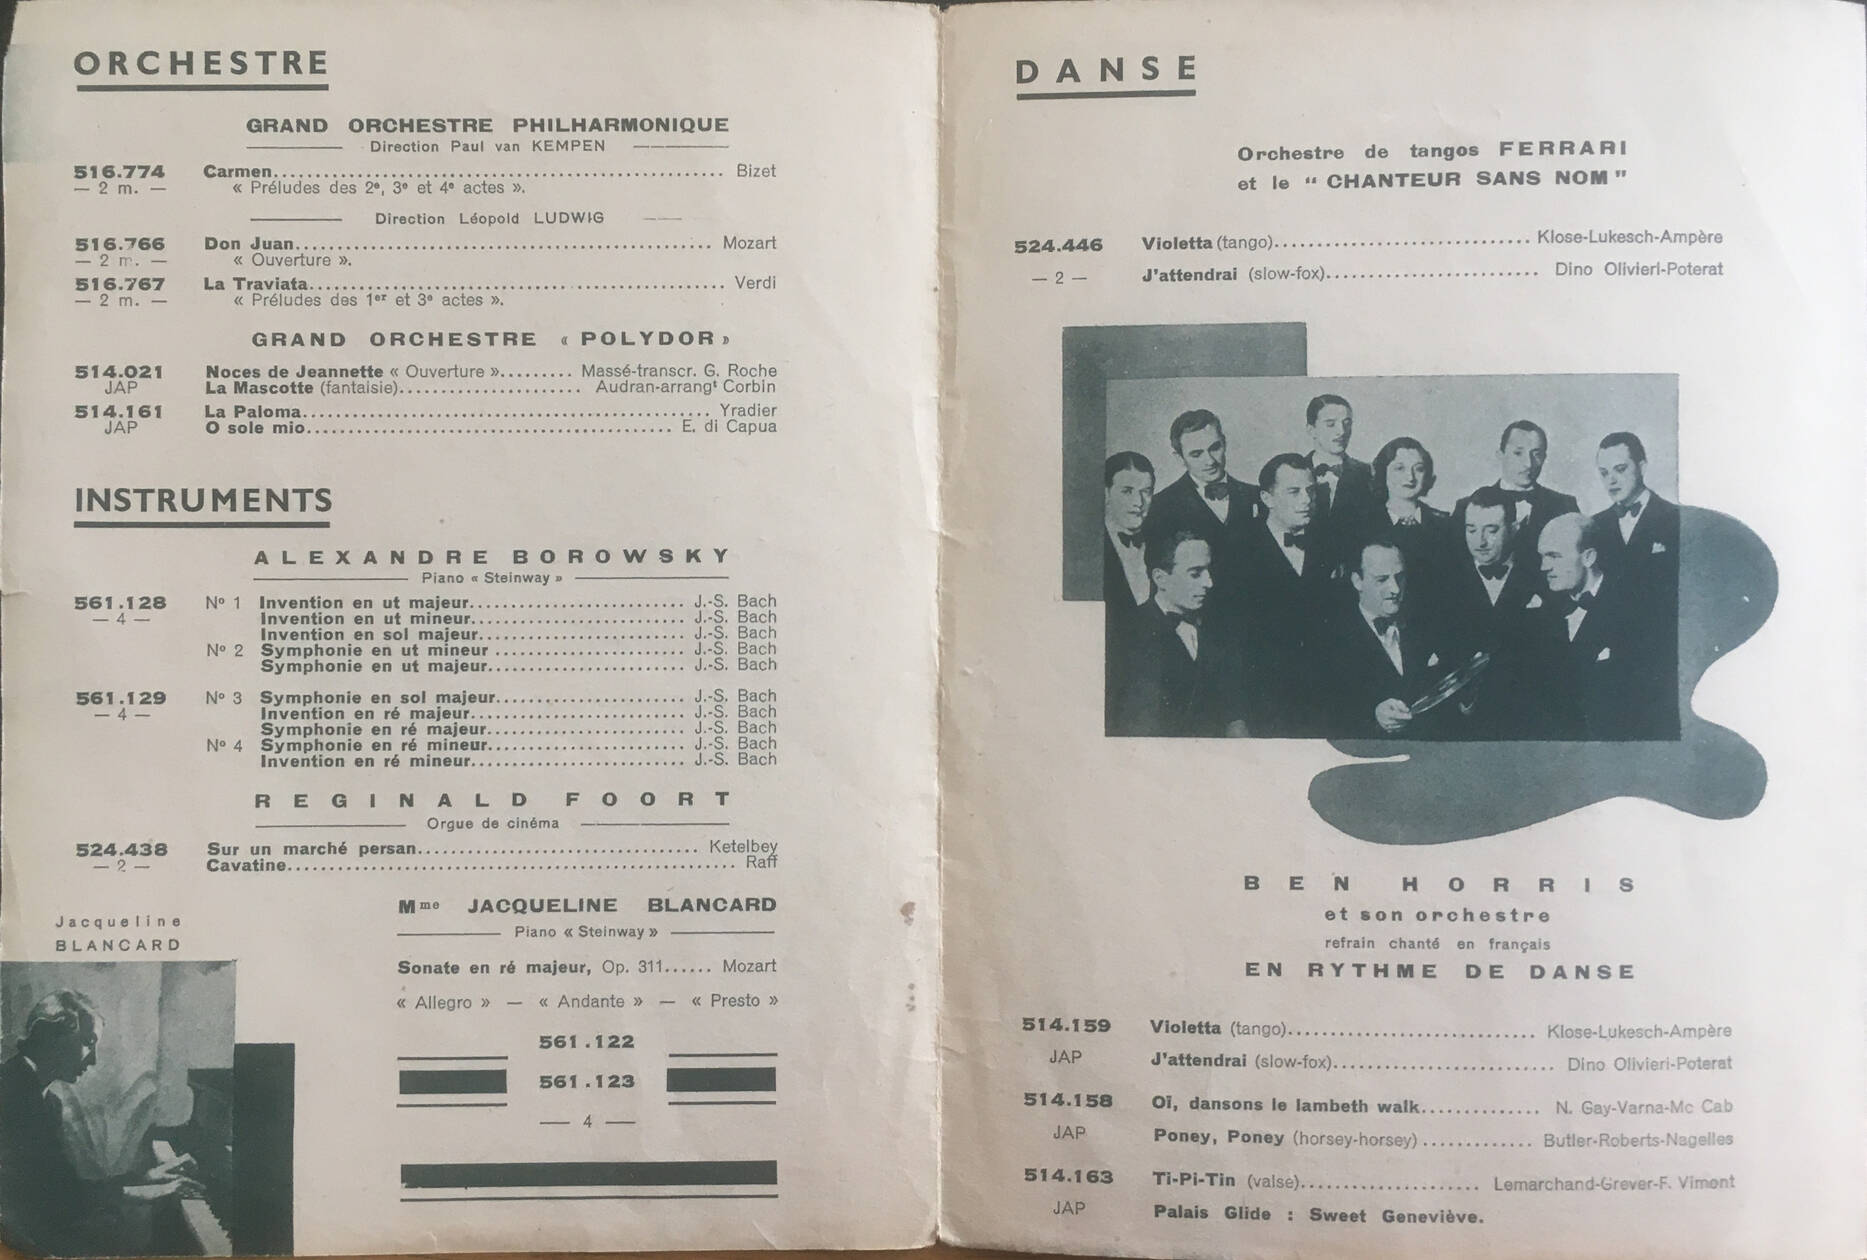 ORCHESTRE
GRAND ORCHESTRE PHILHARMONIQUE
Direction Paul van KEMPEN
516.774 Carmen........ Bizet
— 2 m. — « Préludes des 2e, 3e et 4e actes ».
Direction Léopold LUDWIG
516.766 Don Juan........ Mozart
— 2 m. — « Ouverture ».
516.767 La Traviata........ Verdi
— 2 m. — « Préludes des 1er et 3e actes ».
GRAND ORCHESTRE « POLYDOR »
514.021 Noces de Jeannette « Ouverture »........ Massé-transcr. G. Roche
JAP La Mascotte (fantaisie)........ Audran-arrangt Corbin
514.161 La Paloma........ Yradier
JAP O sole mio........ E. di Capua
INSTRUMENTS
ALEXANDRE BOROWSKY
Piano « Steinway »
561.128 No 1 Invention en ut majeur........ J.-S. Bach
— 4 — Invention en ut mineur........ J.-S. Bach
Invention en sol majeur........ J.-S. Bach
No 2 Symphonie en ut mineur ........ J.-S. Bach
Symphonie en ut majeur........ J.-S. Bach
561.129 No 3 Symphonie en sol majeur........ J.-S. Bach
— 4 — Invention en ré majeur........ J.-S. Bach
Symphonie en ré majeur........ J.-S. Bach
No 4 Symphonie en ré mineur........ J.-S. Bach
Invention en ré mineur........ J.-S. Bach
REGINALD FOORT
Orgue de cinéma
524.438 Sur un marché persan........ Ketelbey
— 2 — Cavatine........ Raff
Jacqueline
BLANCARD
Mme JACQUELINE BLANCARD
Piano « Steinway »
Sonate en ré majeur, Op. 311...... Mozart
« Allegro » — « Andante » — « Presto »
561.122
561.123
— 4 —
DANSE
Orchestre de tangos FERRARI
et le “ CHANTEUR SANS NOM ”
524.446 Violetta (tango)........ Klose-Lukesch-Ampère
— 2 — J'attendrai (slow-fox)........ Dino Olivieri-Poterat
BEN HORRIS
et son orchestre
refrain chanté en français
EN RYTHME DE DANSE
514.159 Violetta (tango)........ Klose-Lukesch-Ampère
JAP J'attendrai (slow-fox)........ Dino Olivieri-Poterat
514.158 Oï, dansons le lambeth walk........ N. Gay-Varna-Mc Cab
JAP Poney, Poney (horsey-horsey)........ Butler-Roberts-Nagelles
514.163 Ti-Pi-Tin (valse)........ Lemarchand-Grever-F. Vimont
JAP Palais Glide : Sweet Geneviève.